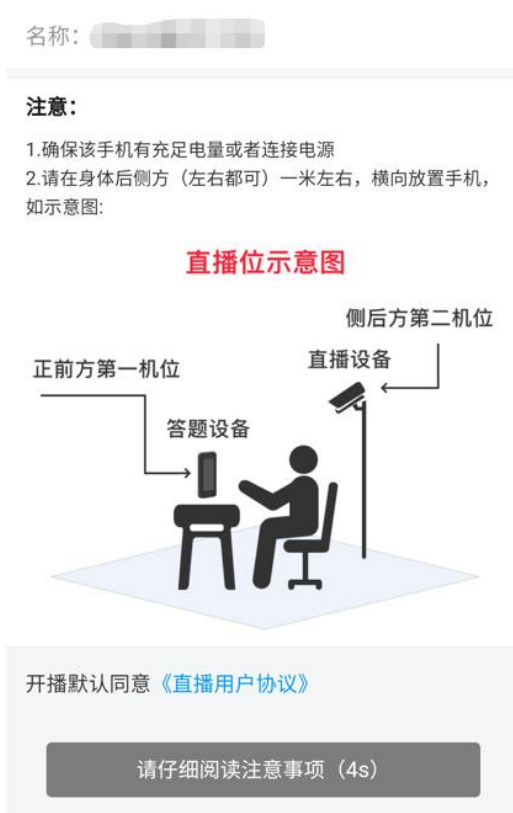 名称：
注意：
1.确保该手机有充足电量或者连接电源
2.请在身体后侧方（左右都可）一米左右，横向放置手机，
如示意图:
直播位示意图
侧后方第二机位
正前方第一机位
直播设备
答题设备
开播默认同意《直播用户协议》
请仔细阅读注意事项（4s）